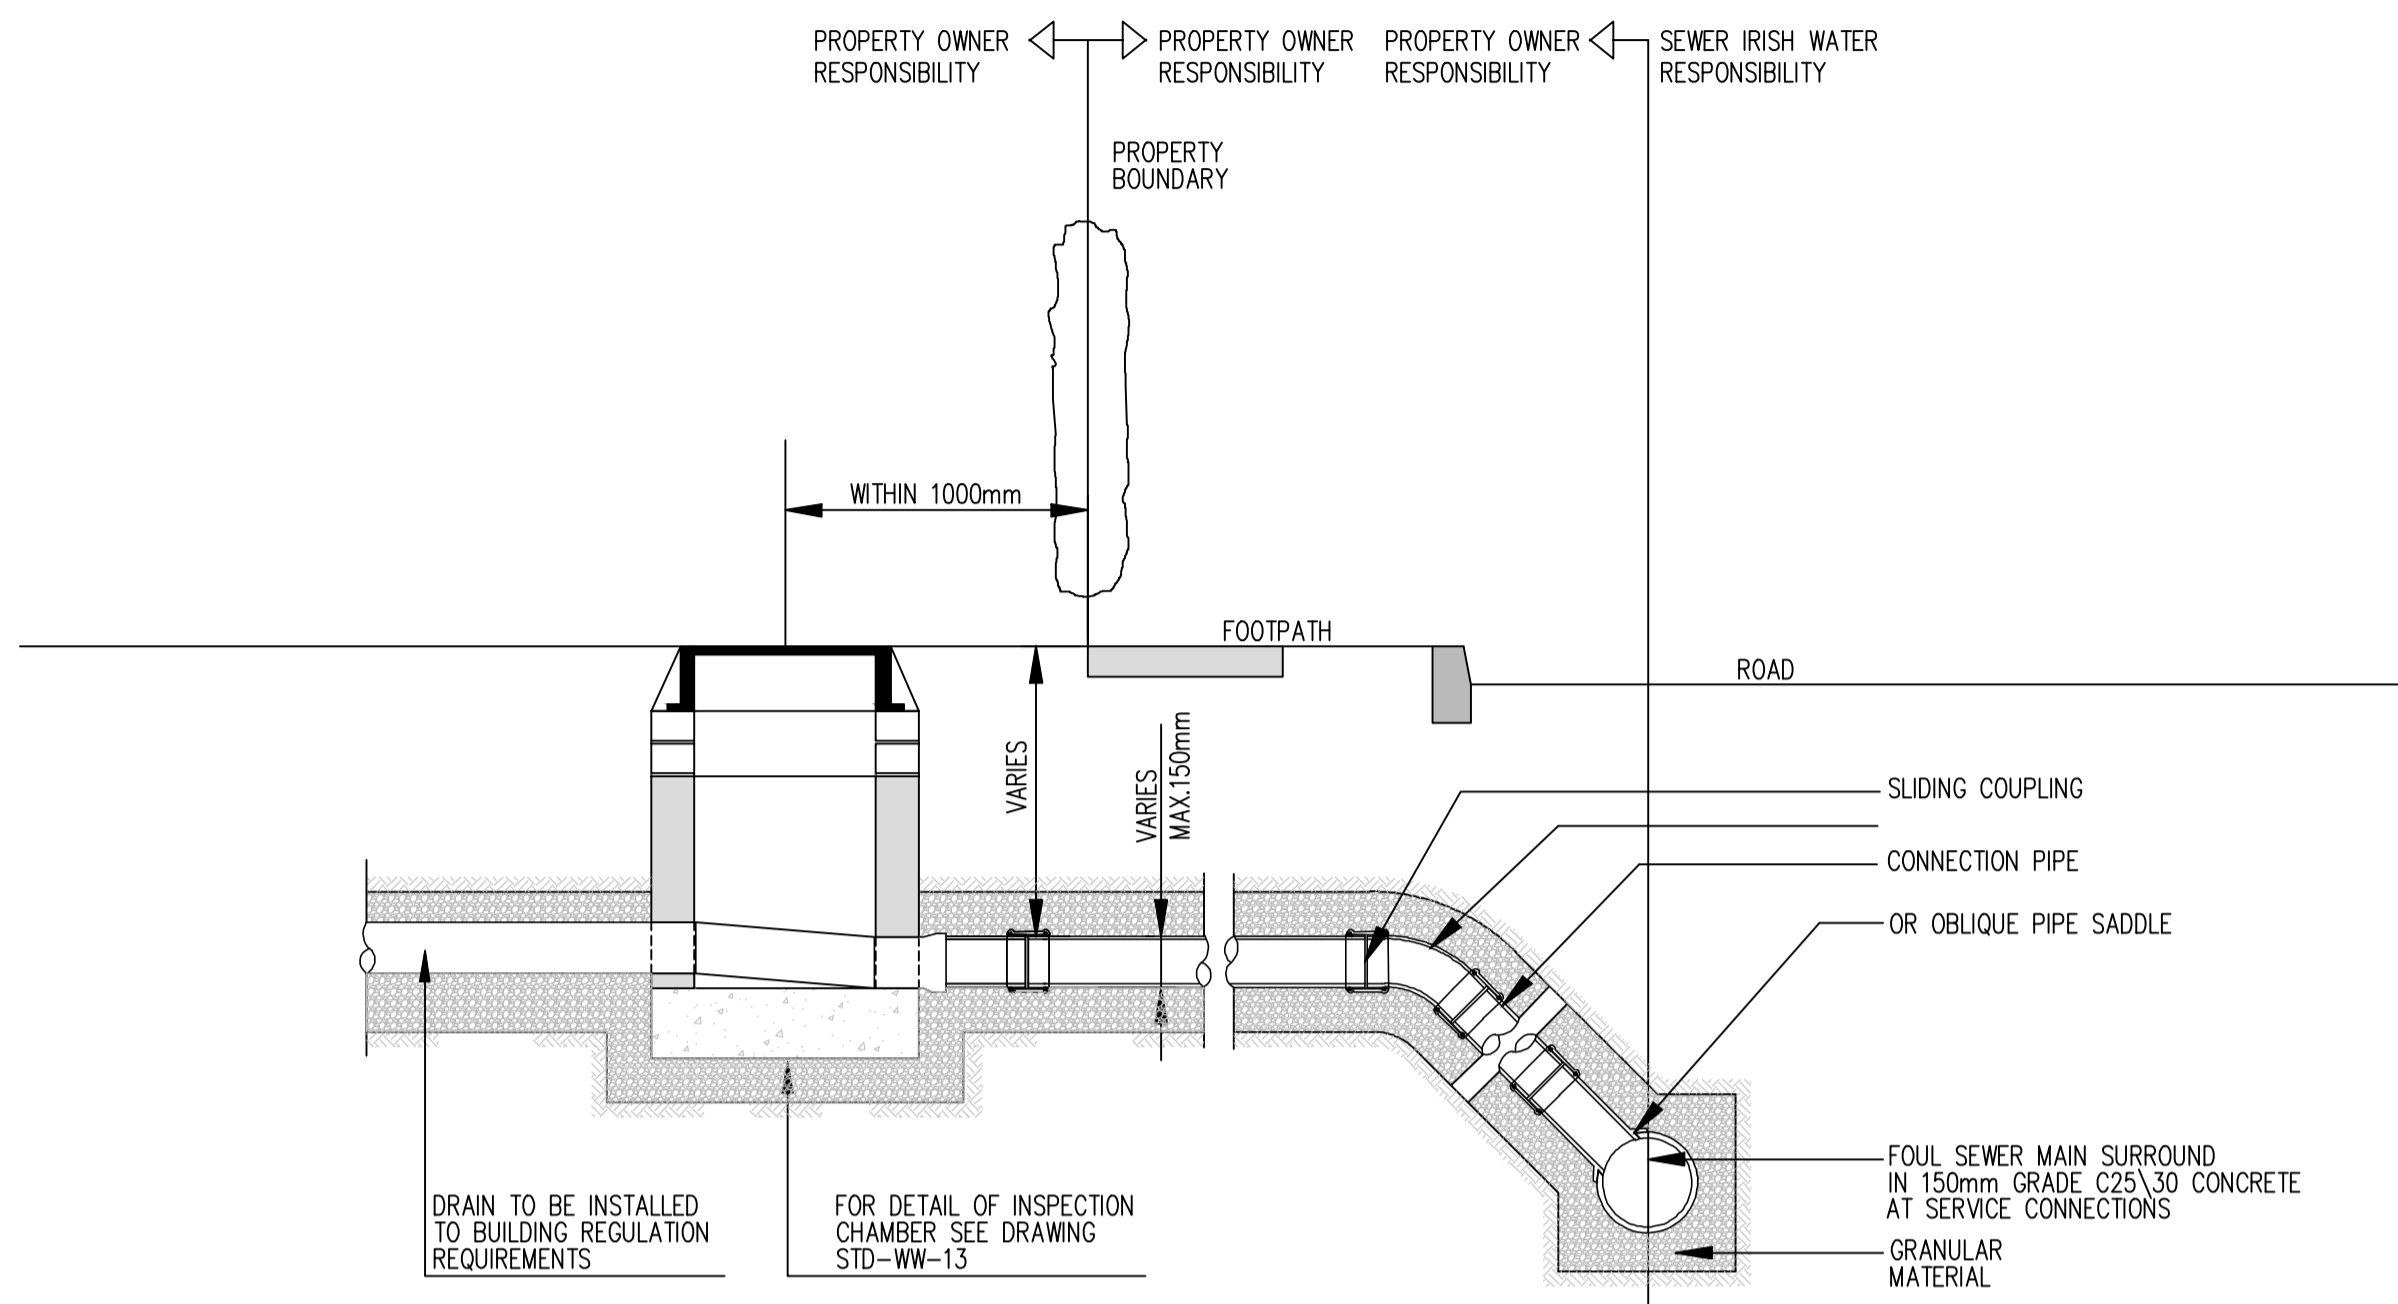 PROPERTY OWNER
RESPONSIBILITY
PROPERTY OWNER
RESPONSIBILITY
PROPERTY OWNER
RESPONSIBILITY
SEWER IRISH WATER
RESPONSIBILITY
PROPERTY
BOUNDARY
WITHIN 1000mm
FOOTPATH
ROAD
VARIES
VARIES
MAX.150mm
SLIDING COUPLING
CONNECTION PIPE
OR OBLIQUE PIPE SADDLE
FOUL SEWER MAIN SURROUND
IN 150mm GRADE C25\30 CONCRETE
AT SERVICE CONNECTIONS
GRANULAR
MATERIAL
DRAIN TO BE INSTALLED
TO BUILDING REGULATION
REQUIREMENTS
FOR DETAIL OF INSPECTION
CHAMBER SEE DRAWING
STD-WW-13